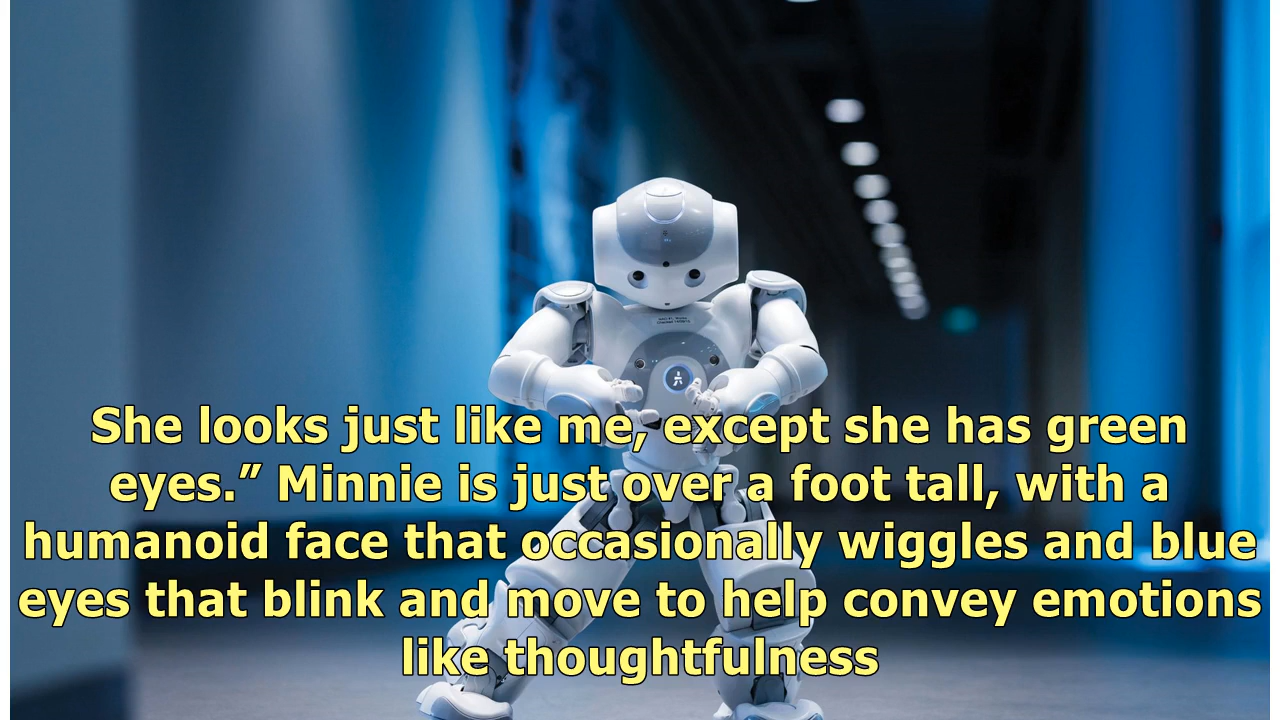 She looks just like me, except she has green
eyes.” Minnie is just over a foot tall, with a
humanoid face that occasionally wiggles and blue
eyes that blink and move to help convey emotions
like thoughtfulness